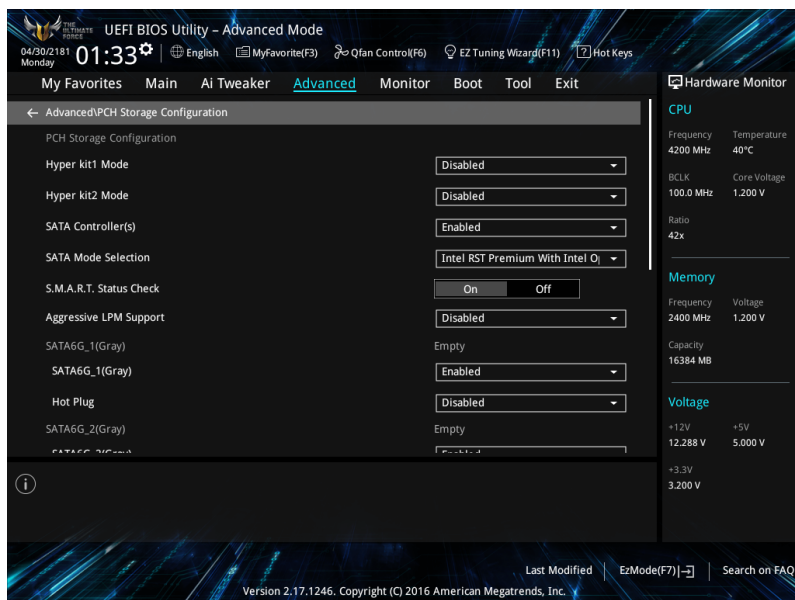 THE ULTIMATE FORCE
UEFI BIOS Utility – Advanced Mode
04/30/2181
Monday
01:33
English
MyFavorite(F3)
Qfan Control(F6)
EZ Tuning Wizard(F11)
? Hot Keys
My Favorites Main Ai Tweaker Advanced Monitor Boot Tool Exit
Hardware Monitor
Advanced\PCH Storage Configuration
PCH Storage Configuration
Hyper kit1 Mode Disabled
Hyper kit2 Mode Disabled
SATA Controller(s) Enabled
SATA Mode Selection Intel RST Premium With Intel O
S.M.A.R.T. Status Check On Off
Aggressive LPM Support Disabled
SATA6G_1(Gray) Empty
SATA6G_1(Gray) Enabled
Hot Plug Disabled
SATA6G_2(Gray) Empty
CPU
Frequency Temperature
4200 MHz 40°C
BCLK Core Voltage
100.0 MHz 1.200 V
Ratio
42x
Memory
Frequency Voltage
2400 MHz 1.200 V
Capacity
16384 MB
Voltage
+12V +5V
12.288 V 5.000 V
+3.3V
3.200 V
i
Last Modified EzMode(F7) Search on FAQ
Version 2.17.1246. Copyright (C) 2016 American Megatrends, Inc.